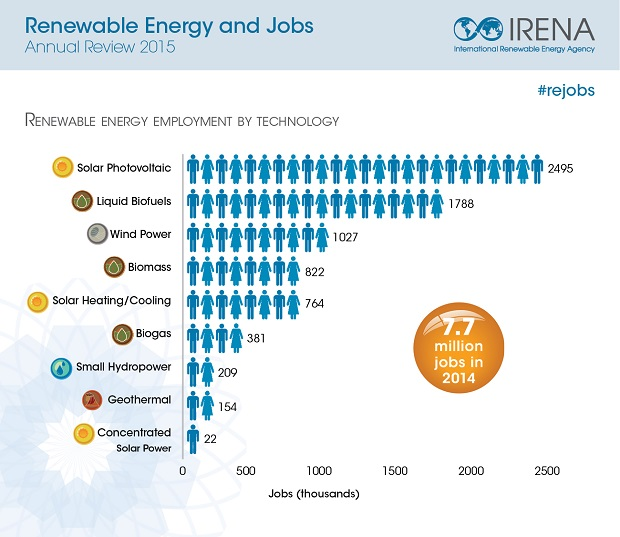 Renewable Energy and Jobs
Annual Review 2015
IRENA
International Renewable Energy Agency
#rejobs
RENEWABLE ENERGY EMPLOYMENT BY TECHNOLOGY
Solar Photovoltaic 2495
Liquid Biofuels 1788
Wind Power 1027
Biomass 822
Solar Heating/Cooling 764
Biogas 381
Small Hydropower 209
Geothermal 154
Concentrated
Solar Power 22
7.7
million
jobs in
2014
0 500 1000 1500 2000 2500
Jobs (thousands)